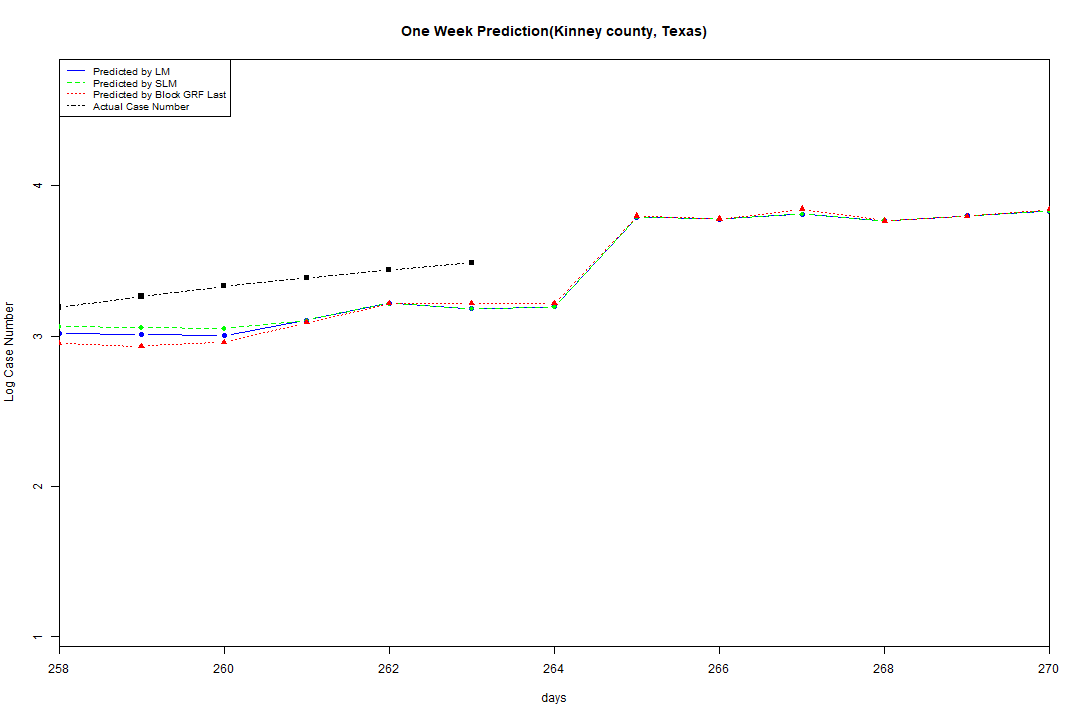 One Week Prediction(Kinney county, Texas)
Predicted by LM
Predicted by SLM
Predicted by Block GRF Last
Actual Case Number
4
3
2
1
Log Case Number
258 260 262 264 266 268 270
days